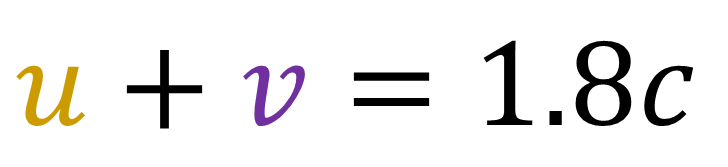 u + v = 1.8c